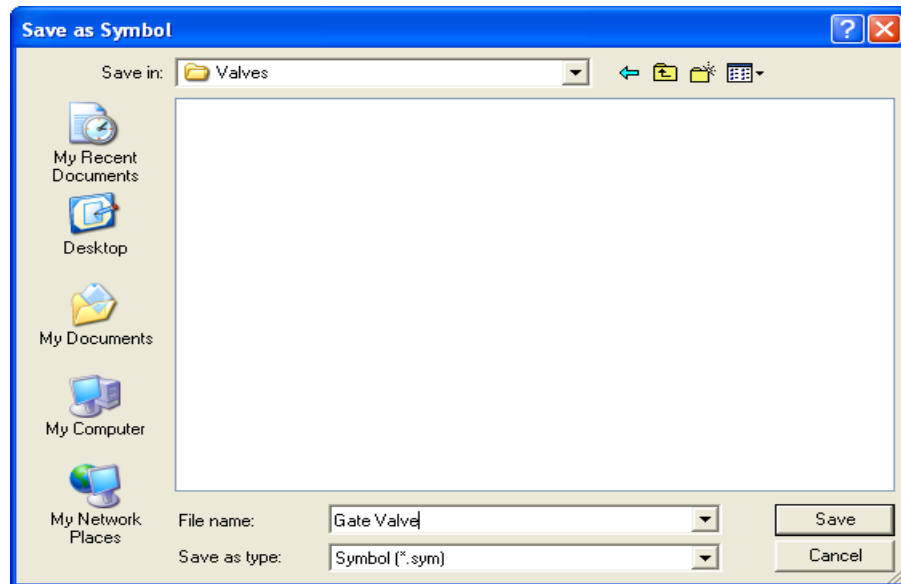 Save as Symbol
Save in: Valves
My Recent
Documents
Desktop
My Documents
My Computer
My Network
Places
File name: Gate Valve Save
Save as type: Symbol (*.sym) Cancel